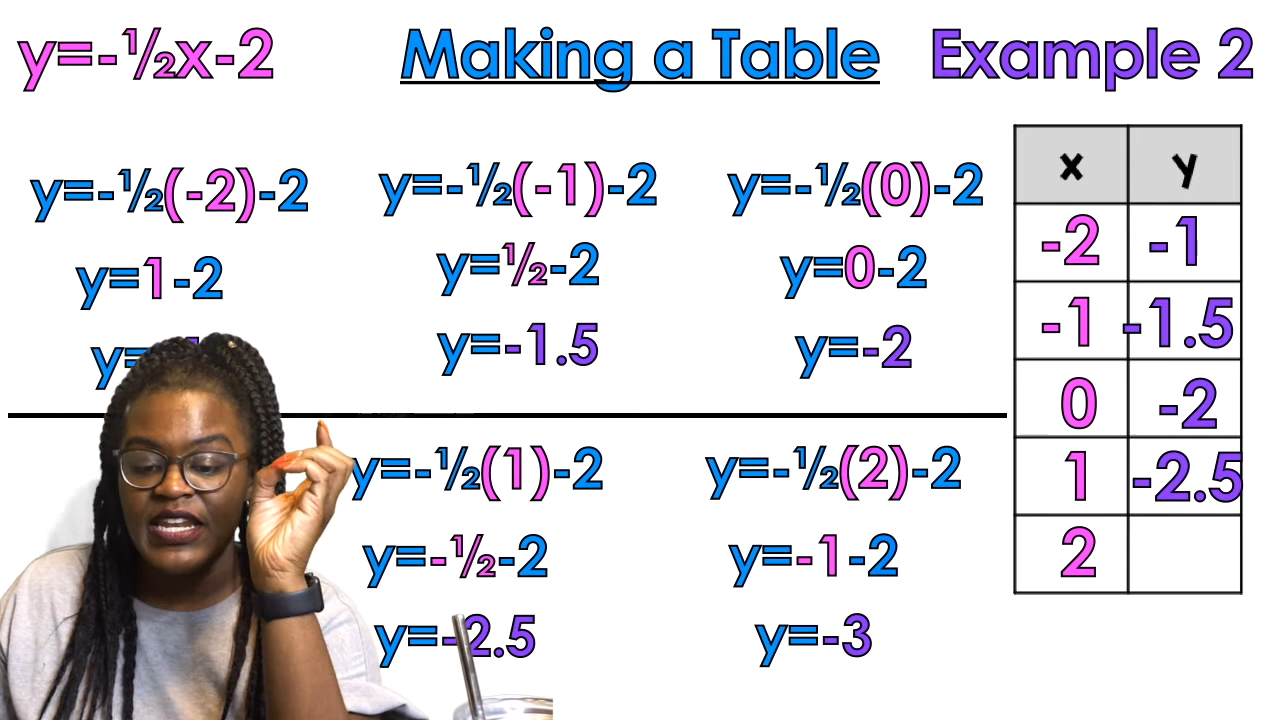 y=-½x-2
Making a Table
Example 2
y=-½(-2)-2
y=1-2
y=
y=-½(-1)-2
y=½-2
y=-1.5
y=-½(0)-2
y=0-2
y=-2
y=-½(1)-2
y=-½-2
y=-2.5
y=-½(2)-2
y=-1-2
y=-3
x y
-2 -1
-1 -1.5
0 -2
1 -2.5
2